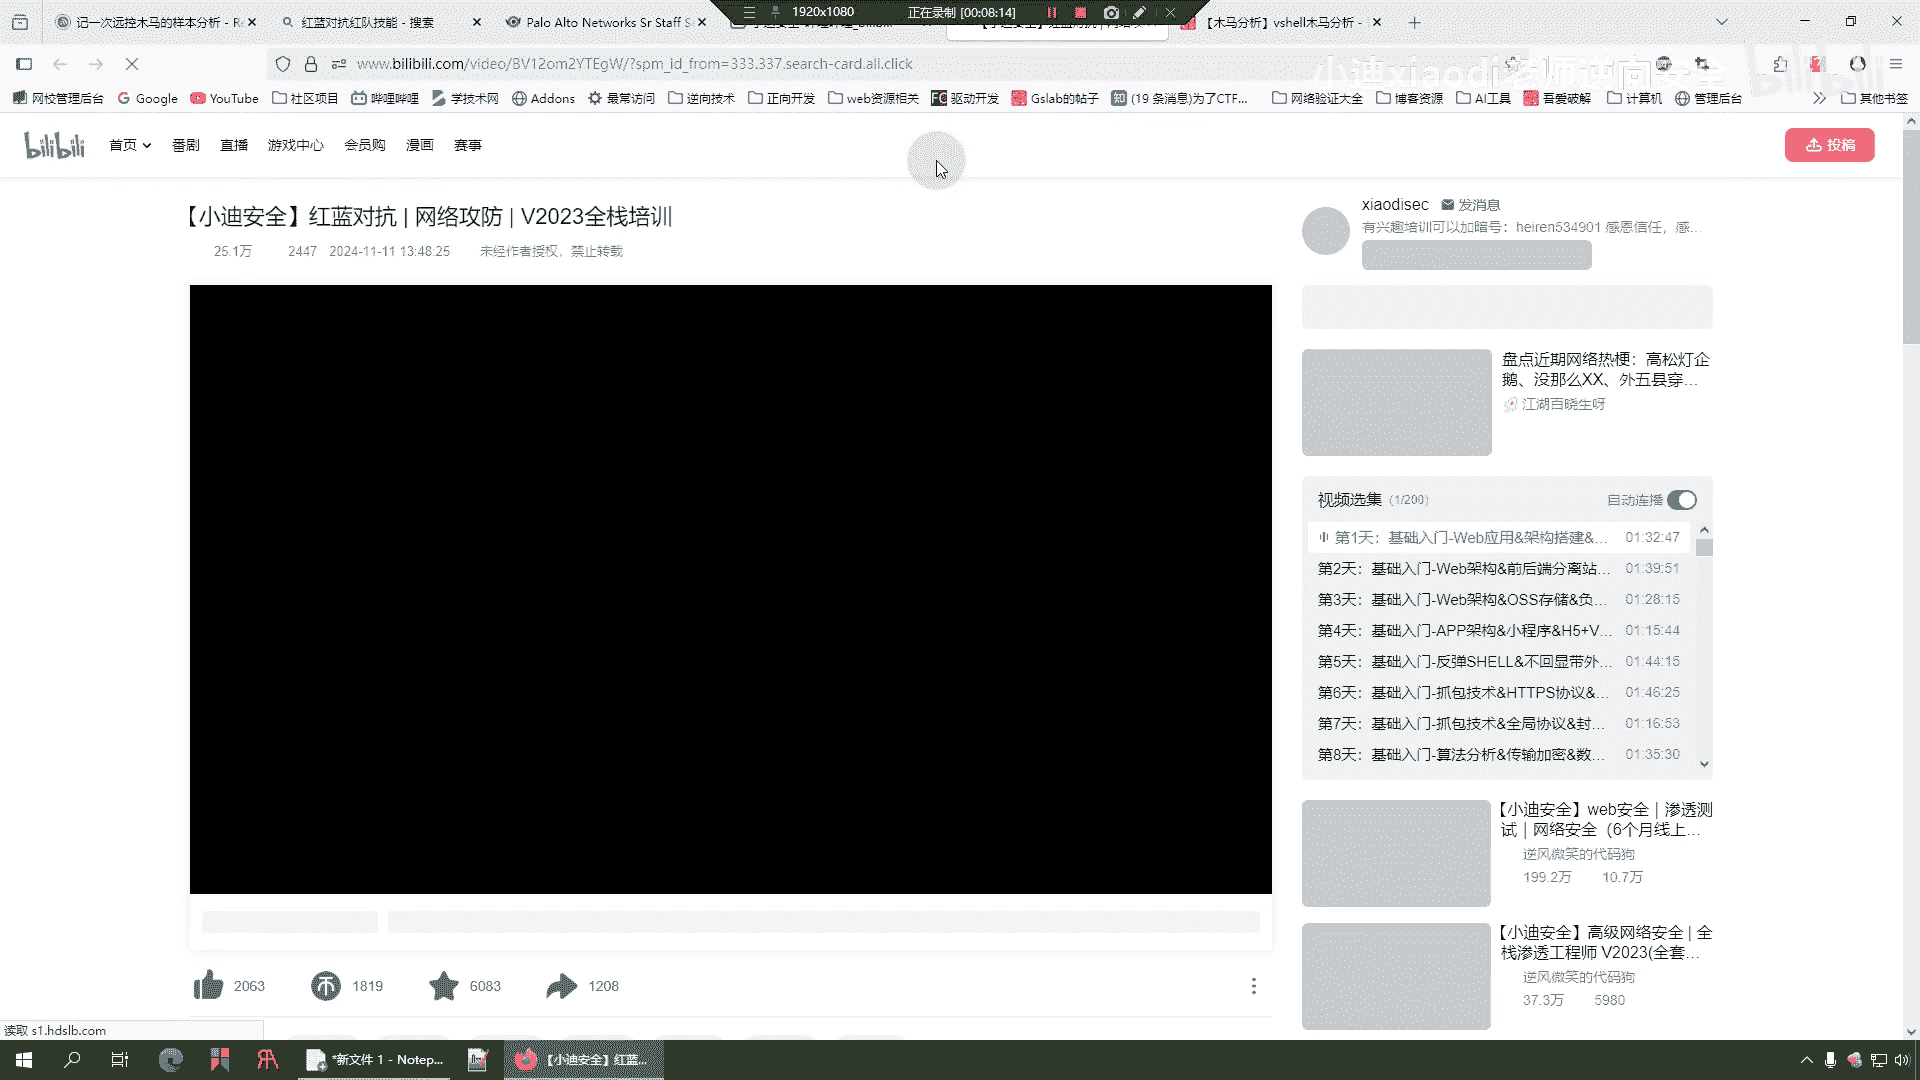 1920x1080 正在录制 [00:08:14]
记一次远控木马的样本分析 - Re
红蓝对抗红队技能 - 搜索
Palo Alto Networks Sr Staff S
【木马分析】vshell木马分析 -
www.bilibili.com/video/BV12om2YTEgW/?spm_id_from=333.337.search-card.all.click
小迪xiaodi老师逆向安全
bilibili
网校管理后台 Google YouTube 社区项目 哔哩哔哩 学技术网 Addons 最常访问 逆向技术 正向开发 web资源相关 驱动开发 Gslab的帖子 (19 条消息)为了CTF... 网络验证大全 博客资源 AI工具 吾爱破解 计算机 管理后台 其他书签
bilibili 首页 番剧 直播 游戏中心 会员购 漫画 赛事 投稿
【小迪安全】红蓝对抗 | 网络攻防 | V2023全栈培训
25.1万 2447 2024-11-11 13:48:25 未经作者授权，禁止转载
xiaodisec 发消息
有兴趣培训可以加暗号：heiren534901 感恩信任，感...
盘点近期网络热梗：高松灯企
鹅、没那么XX、外五县穿...
江湖百晓生呀
视频选集 (1/200) 自动连播
第1天：基础入门-Web应用&架构搭建&... 01:32:47
第2天：基础入门-Web架构&前后端分离站... 01:39:51
第3天：基础入门-Web架构&OSS存储&负... 01:28:15
第4天：基础入门-APP架构&小程序&H5+V... 01:15:44
第5天：基础入门-反弹SHELL&不回显带外... 01:44:15
第6天：基础入门-抓包技术&HTTPS协议&... 01:46:25
第7天：基础入门-抓包技术&全局协议&封... 01:16:53
第8天：基础入门-算法分析&传输加密&数... 01:35:30
【小迪安全】web安全｜渗透测
试｜网络安全（6个月线上...
逆风微笑的代码狗
199.2万 10.7万
【小迪安全】高级网络安全 | 全
栈渗透工程师 V2023(全套...
逆风微笑的代码狗
37.3万 5980
2063 1819 6083 1208
读取 s1.hdslb.com
*新文件 1 - Notep...
【小迪安全】红蓝...